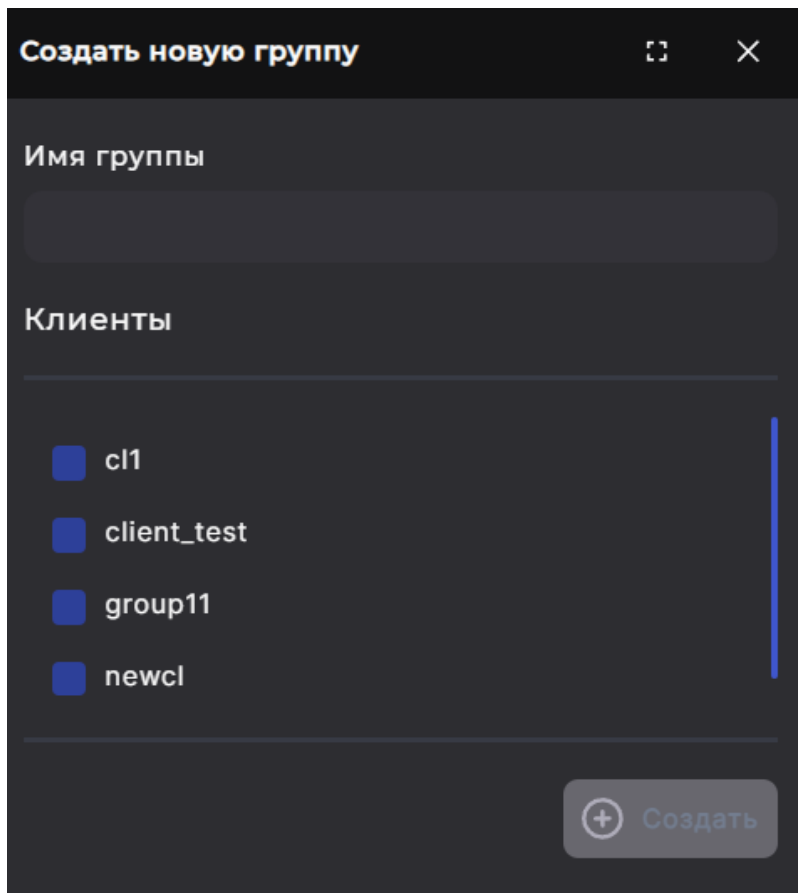 Создать новую группу
Имя группы
Клиенты
cl1
client_test
group11
newcl
Создать